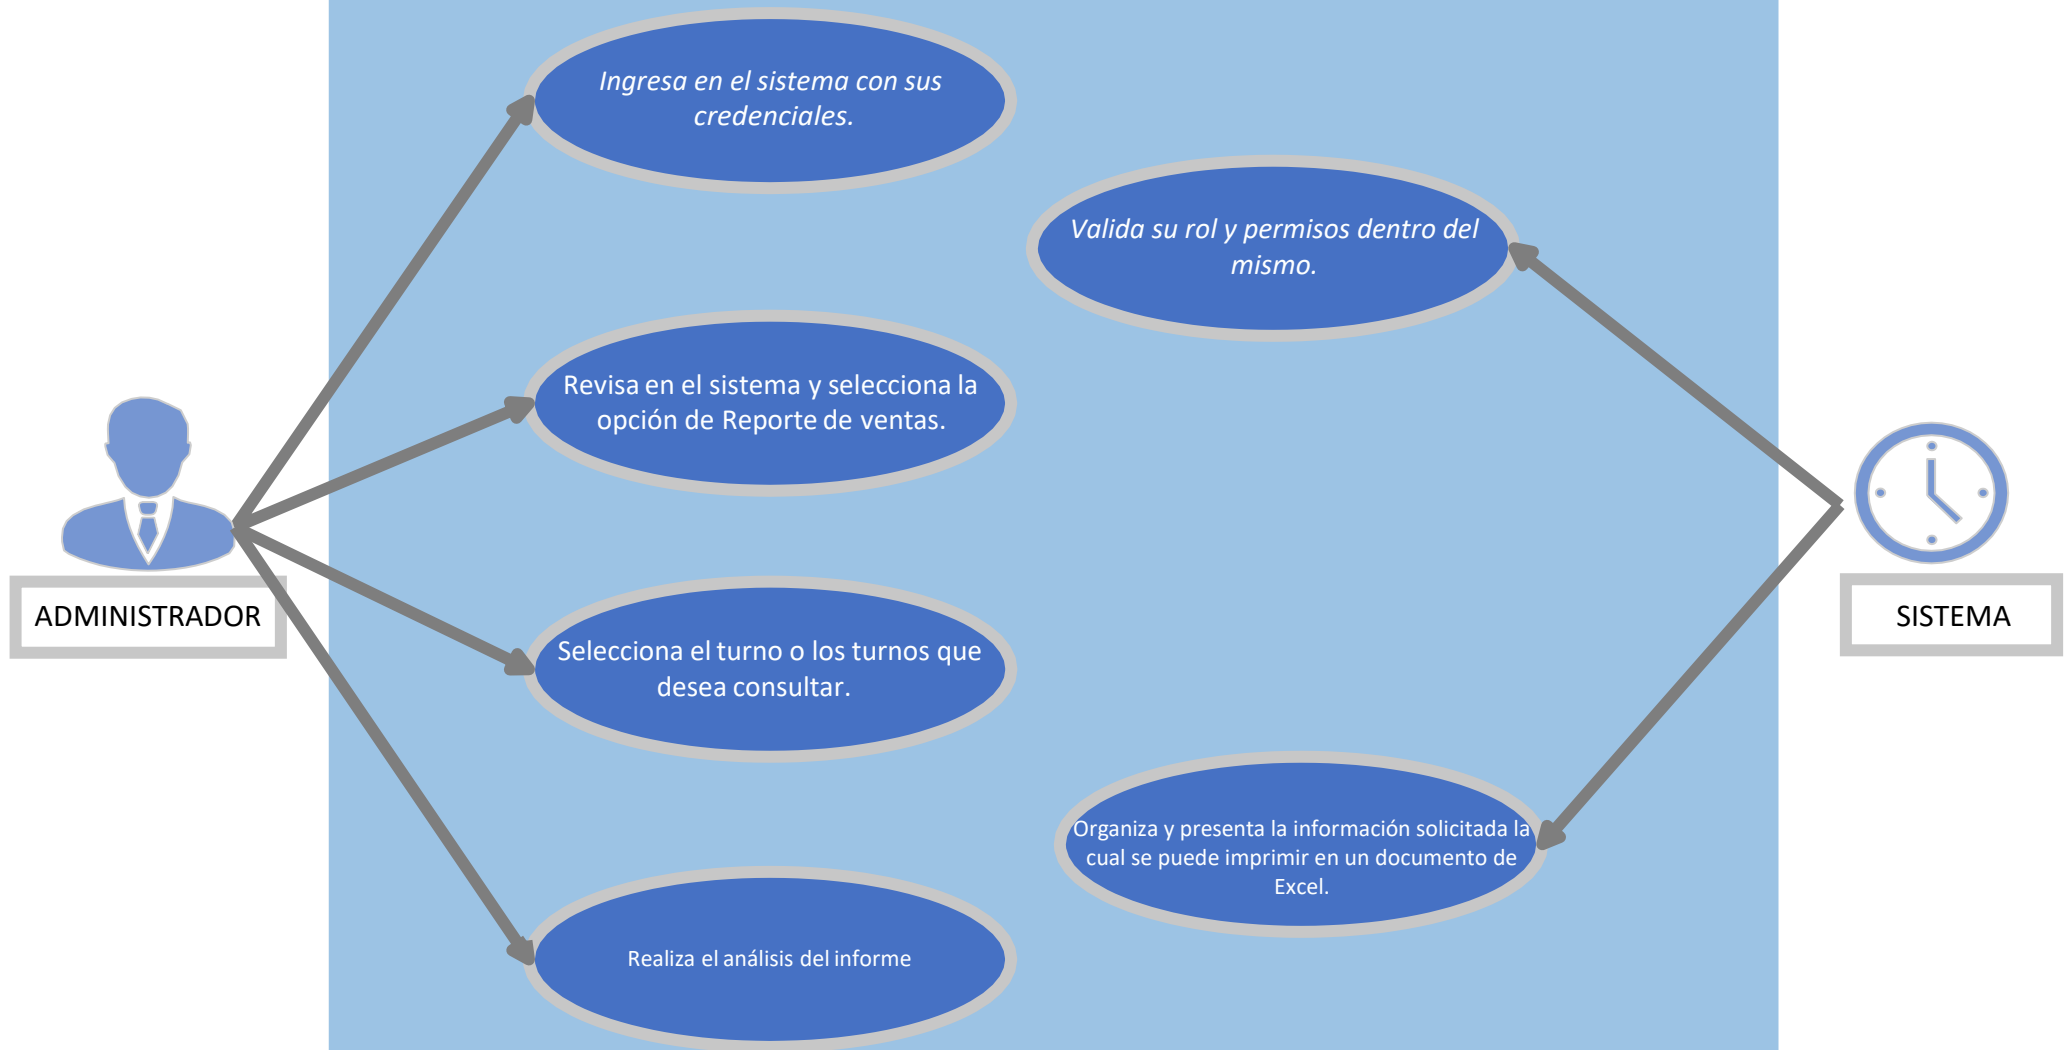 Ingresa en el sistema con sus
credenciales.
Valida su rol y permisos dentro del
mismo.
Revisa en el sistema y selecciona la
opción de Reporte de ventas.
ADMINISTRADOR
SISTEMA
Selecciona el turno o los turnos que
desea consultar.
Organiza y presenta la información solicitada la
cual se puede imprimir en un documento de
Excel.
Realiza el análisis del informe